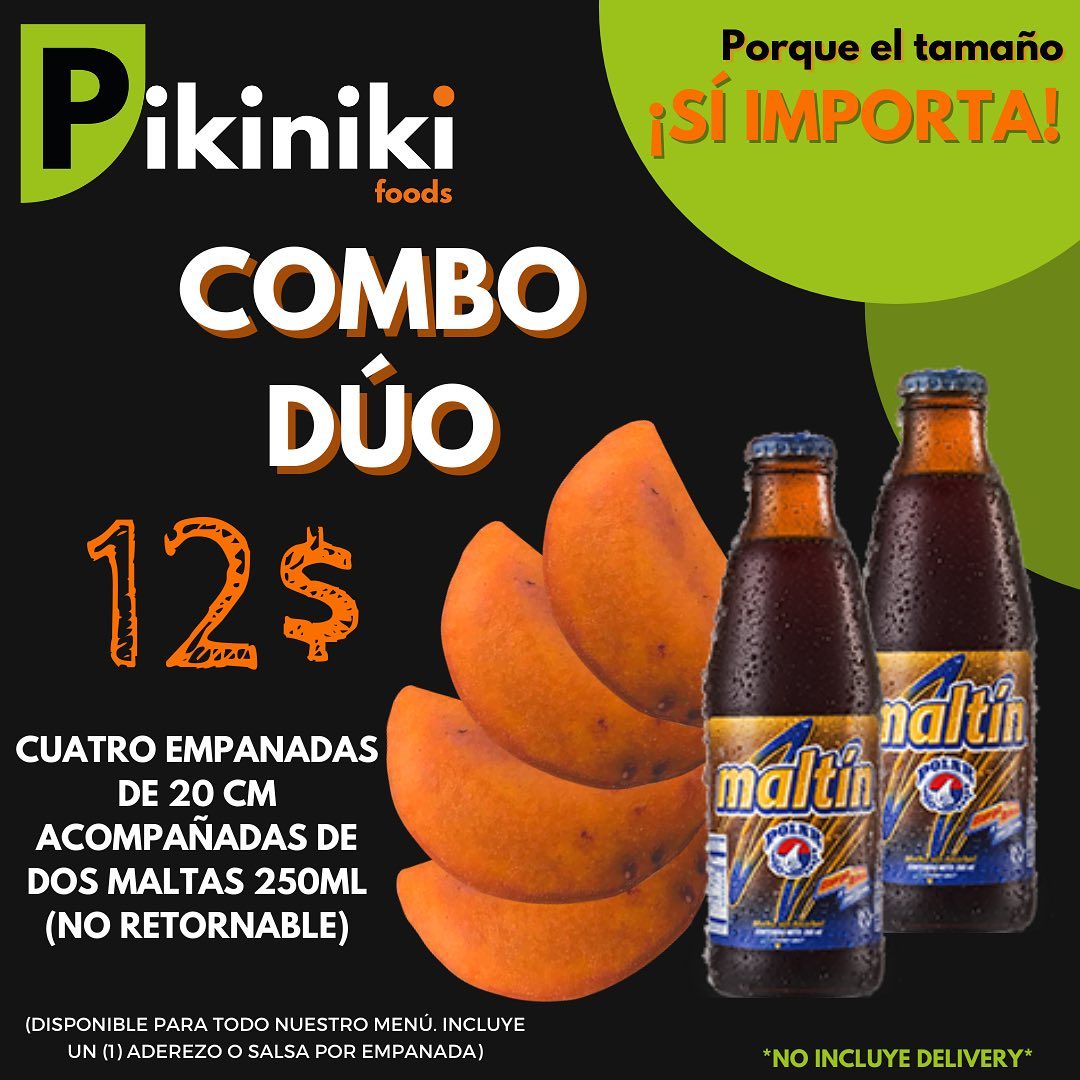 Pikiniki
foods
Porque el tamaño
¡SÍ IMPORTA!
COMBO
DÚO
12$
CUATRO EMPANADAS
DE 20 CM
ACOMPAÑADAS DE
DOS MALTAS 250ML
(NO RETORNABLE)
(DISPONIBLE PARA TODO NUESTRO MENÚ. INCLUYE
UN (1) ADEREZO O SALSA POR EMPANADA)
maltín
POLAR
maltín
POLAR
*NO INCLUYE DELIVERY*